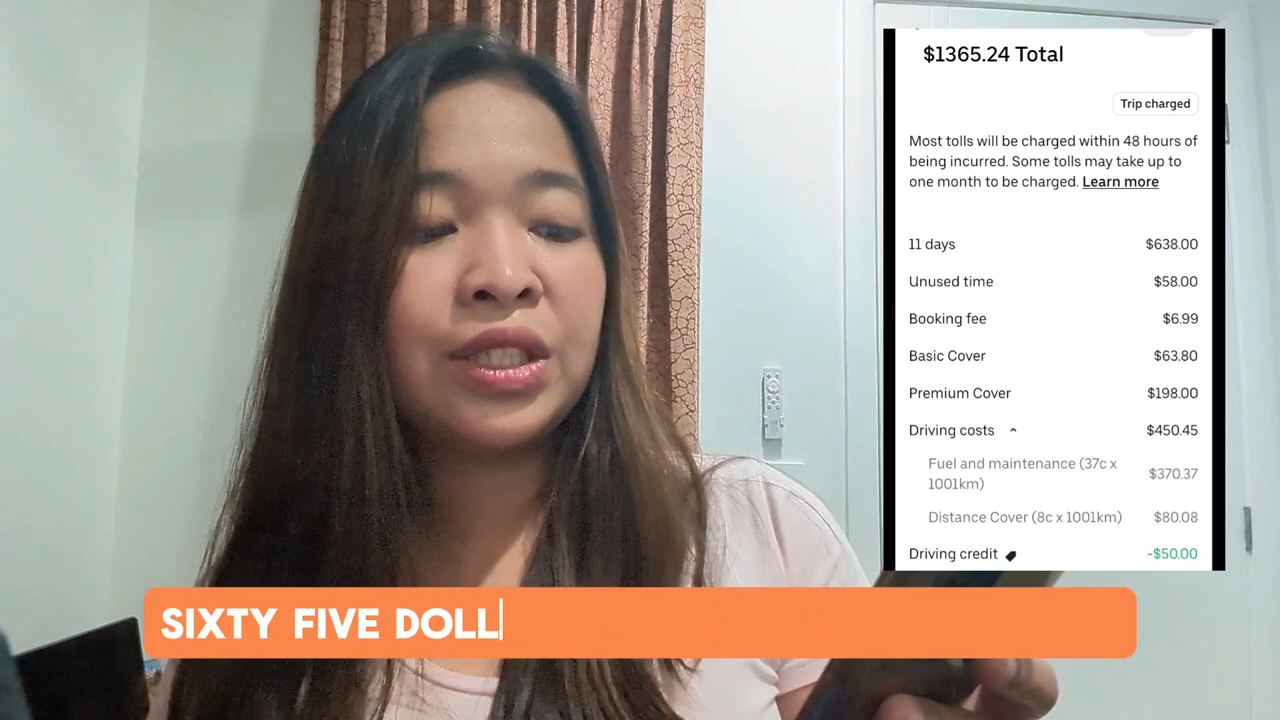 $1365.24 Total
Trip charged
Most tolls will be charged within 48 hours of
being incurred. Some tolls may take up to
one month to be charged. Learn more
11 days $638.00
Unused time $58.00
Booking fee $6.99
Basic Cover $63.80
Premium Cover $198.00
Driving costs $450.45
Fuel and maintenance (37c x
1001km) $370.37
Distance Cover (8c x 1001km) $80.08
Driving credit -$50.00
SIXTY FIVE DOLL